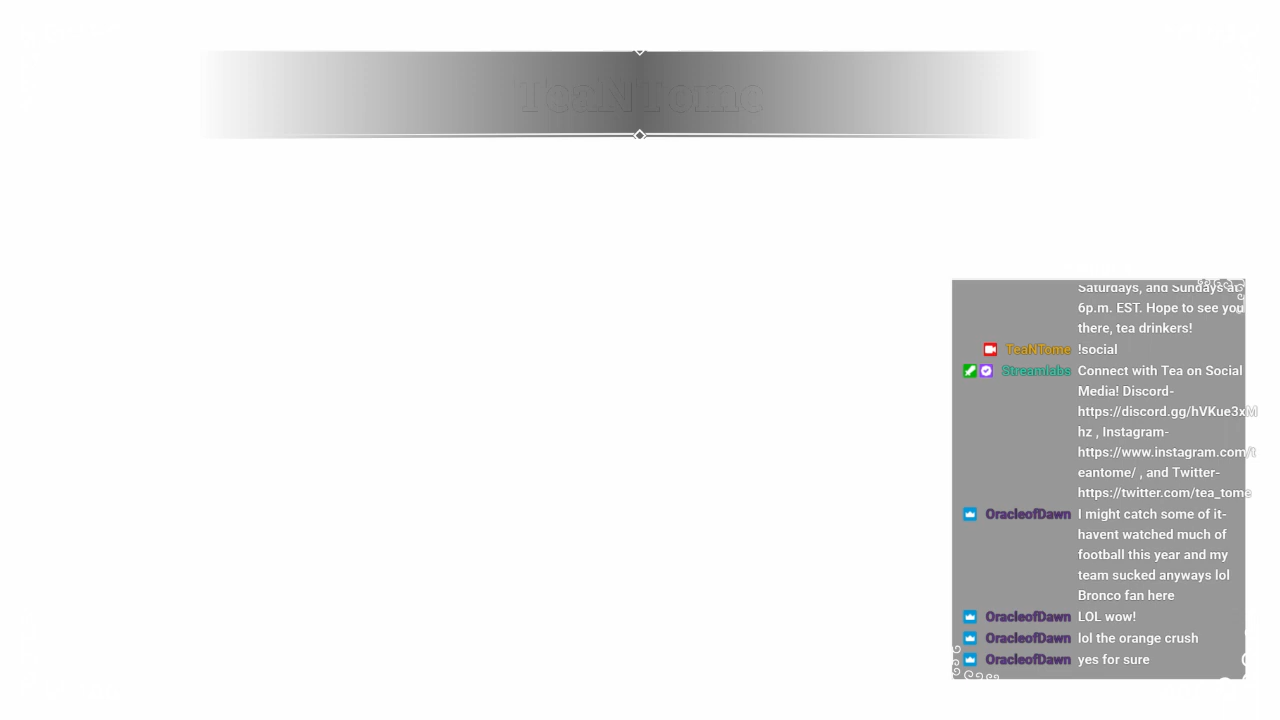 TeaNTome
Saturdays, and Sundays at
6p.m. EST. Hope to see you
there, tea drinkers!
TeaNTome !social
Streamlabs Connect with Tea on Social
Media! Discord-
https://discord.gg/hVKue3xM
hz , Instagram-
https://www.instagram.com/t
eantome/ , and Twitter-
https://twitter.com/tea_tome
OracleofDawn I might catch some of it-
havent watched much of
football this year and my
team sucked anyways lol
Bronco fan here
OracleofDawn LOL wow!
OracleofDawn lol the orange crush
OracleofDawn yes for sure